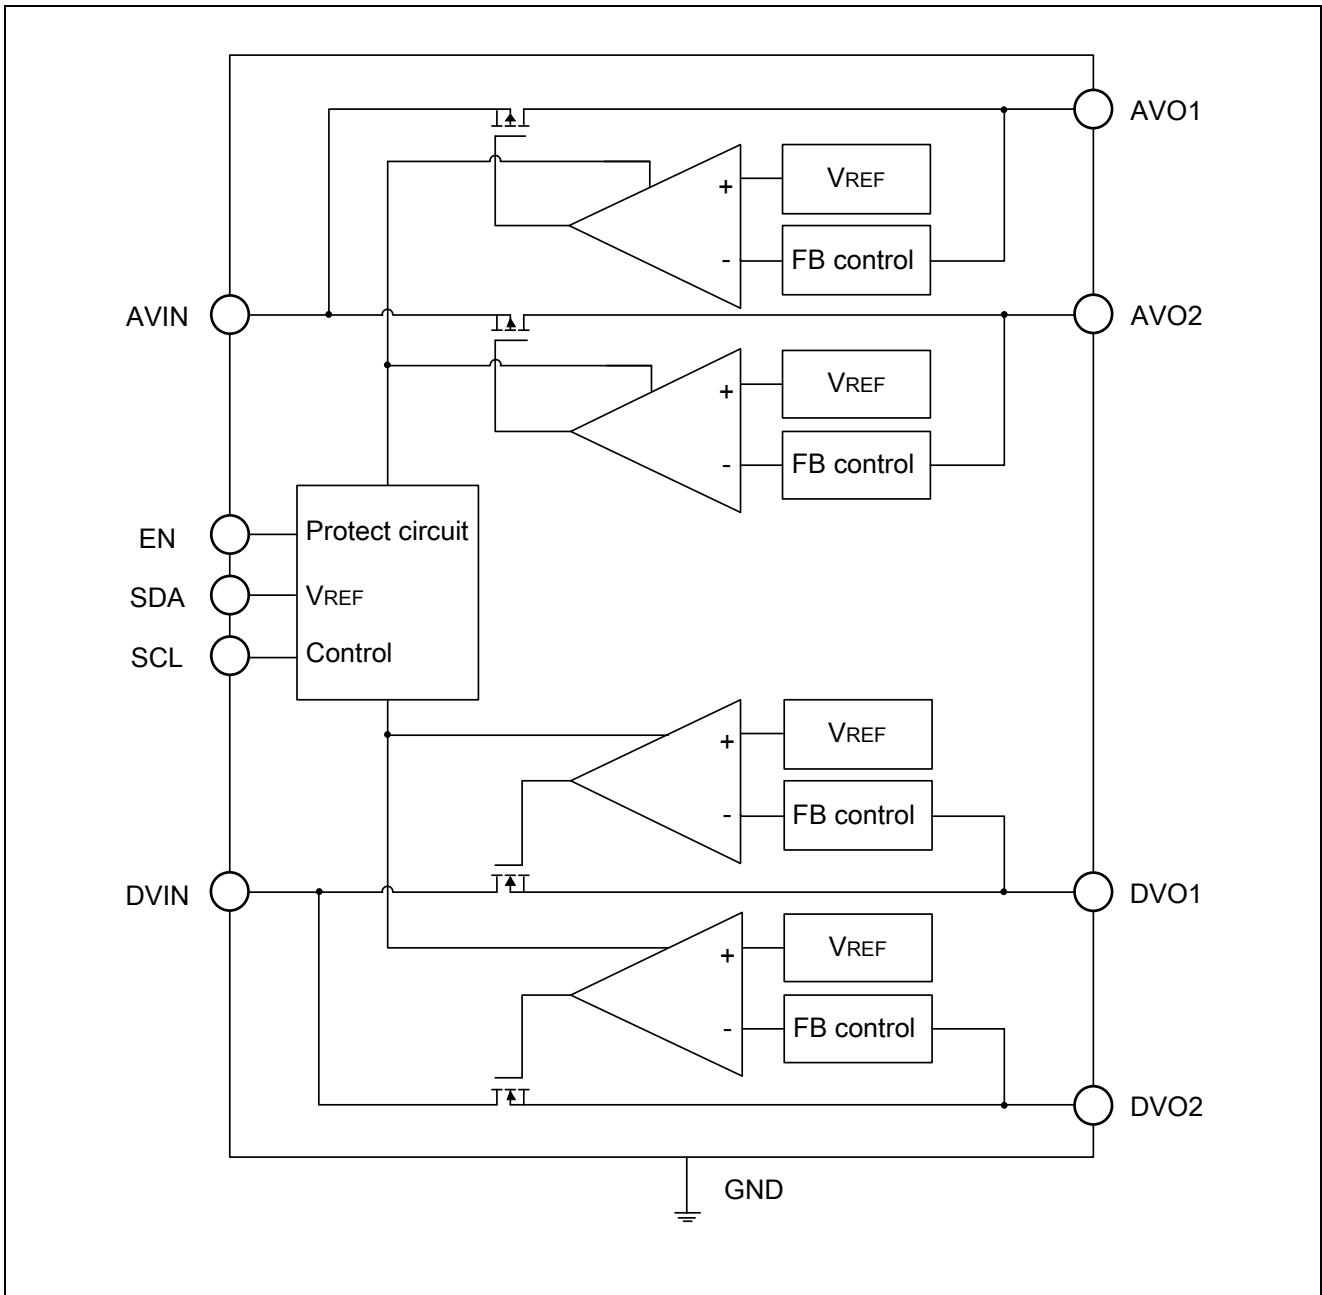 AVO1
VREF
+
-
FB control
AVIN
AVO2
VREF
+
-
FB control
EN
Protect circuit
SDA
VREF
SCL
Control
VREF
+
-
FB control
DVIN
DVO1
VREF
+
-
FB control
DVO2
GND